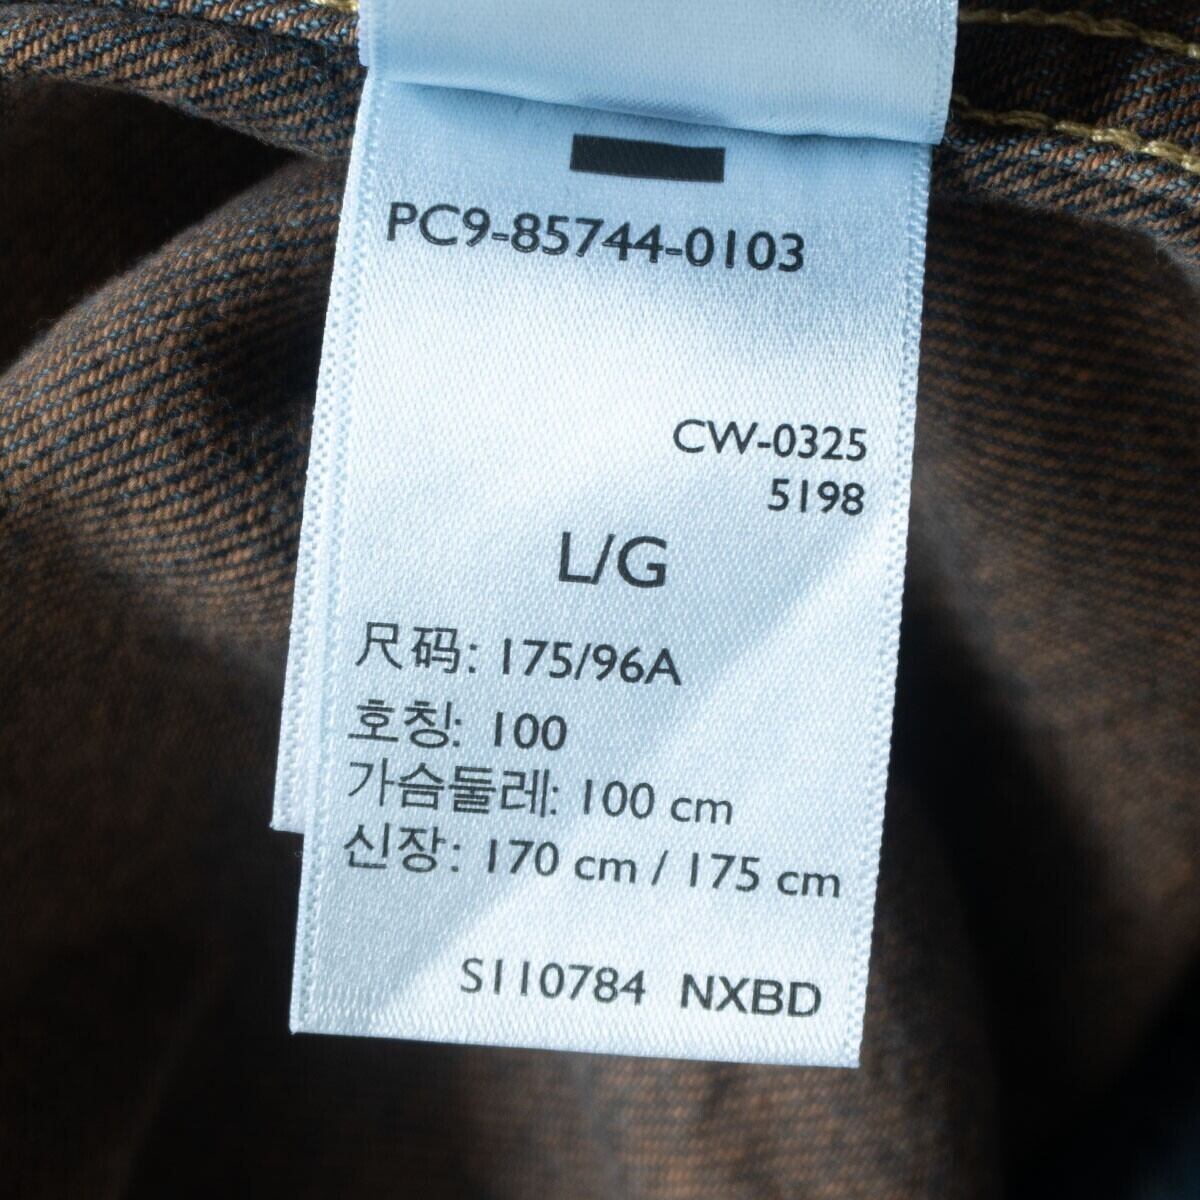 PC9-85744-0103
CW-0325
5198
L/G
尺码: 175/96A
호칭: 100
가슴둘레: 100 cm
신장: 170 cm / 175 cm
S110784 NXBD